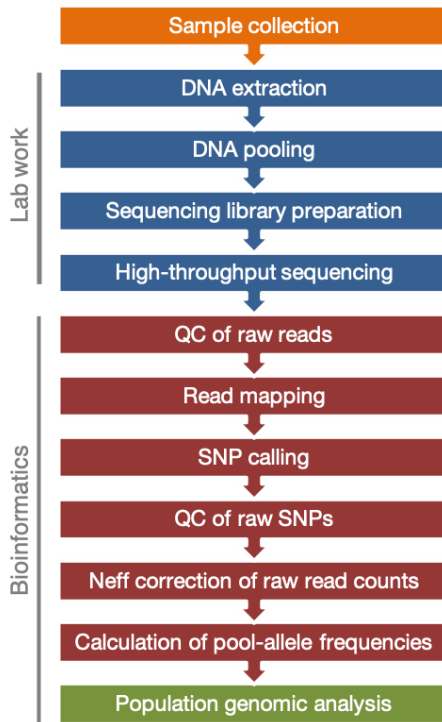 Sample collection
Lab work
DNA extraction
DNA pooling
Sequencing library preparation
High-throughput sequencing
Bioinformatics
QC of raw reads
Read mapping
SNP calling
QC of raw SNPs
Neff correction of raw read counts
Calculation of pool-allele frequencies
Population genomic analysis